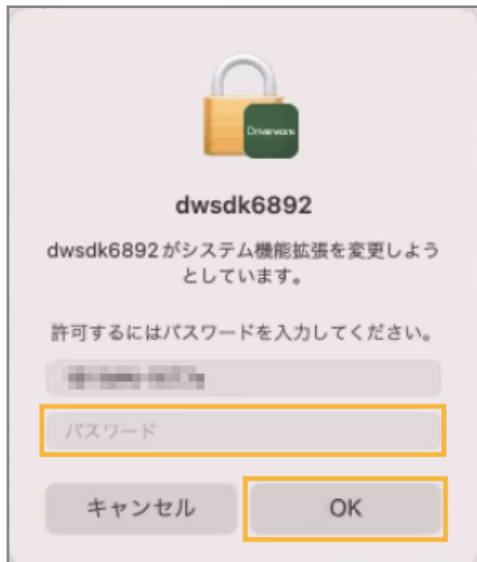 Driverware
dwsdk6892
dwsdk6892がシステム機能拡張を変更しよう
としています。
許可するにはパスワードを入力してください。
パスワード
キャンセル
OK